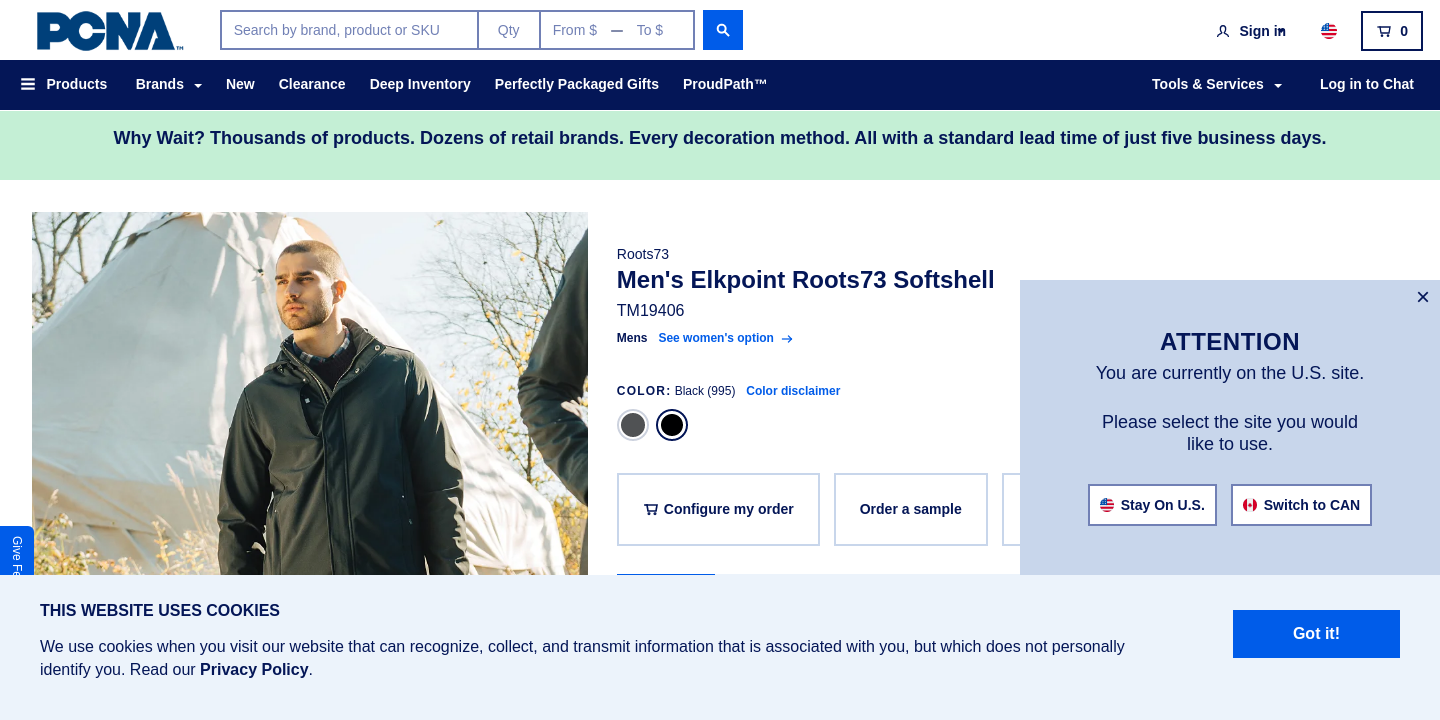 PCNA™
Search by brand, product or SKU
Qty
From $ — To $
Sign in
0
Products
Brands
New
Clearance
Deep Inventory
Perfectly Packaged Gifts
ProudPath™
Tools & Services
Log in to Chat
Why Wait? Thousands of products. Dozens of retail brands. Every decoration method. All with a standard lead time of just five business days.
Roots73
Men's Elkpoint Roots73 Softshell
TM19406
Mens See women's option
COLOR: Black (995) Color disclaimer
Configure my order
Order a sample
×
ATTENTION
You are currently on the U.S. site.
Please select the site you would
like to use.
Stay On U.S.
Switch to CAN
Give Fe
THIS WEBSITE USES COOKIES
We use cookies when you visit our website that can recognize, collect, and transmit information that is associated with you, but which does not personally
identify you. Read our Privacy Policy.
Got it!